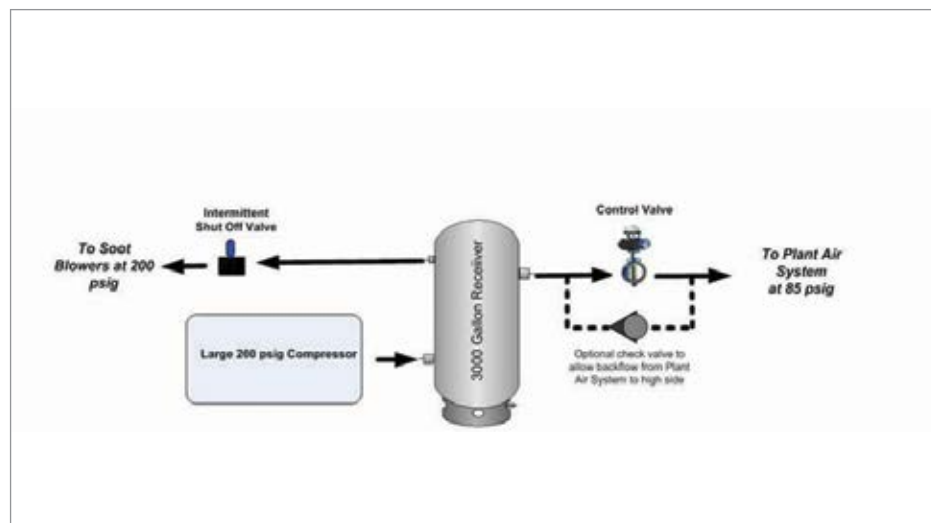 Intermittent
Shut Off Valve
To Soot
Blowers at 200
psig
Large 260 psig Compressor
3000 Gallon Receiver
Control Valve
To Plant Air
System
at 85 psig
Optional check valve to
allow backflow from Plant
Air System to high side